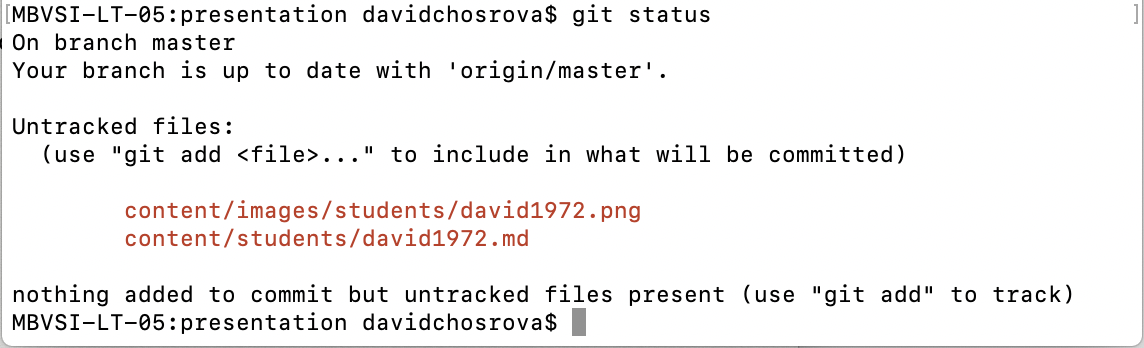 [MBVSI-LT-05:presentation davidchosrova$ git status ]
On branch master
Your branch is up to date with 'origin/master'.
Untracked files:
(use "git add <file>..." to include in what will be committed)
content/images/students/david1972.png
content/students/david1972.md
nothing added to commit but untracked files present (use "git add" to track)
MBVSI-LT-05:presentation davidchosrova$